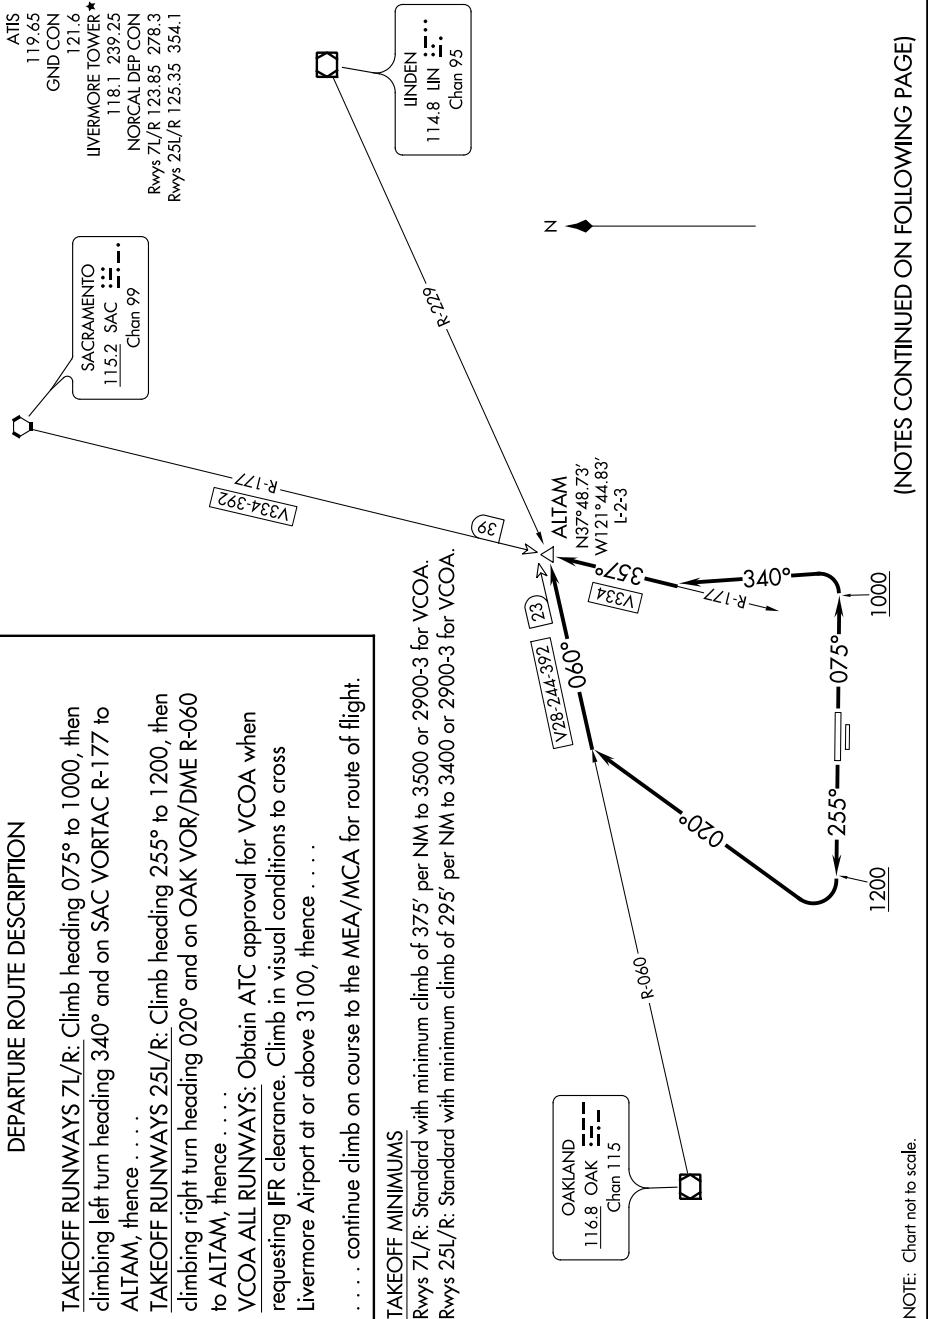 DEPARTURE ROUTE DESCRIPTION
TAKEOFF RUNWAYS 7L/R: Climb heading 075° to 1000, then
climbing left turn heading 340° and on SAC VORTAC R-177 to
ALTAM, thence . . . .
TAKEOFF RUNWAYS 25L/R: Climb heading 255° to 1200, then
climbing right turn heading 020° and on OAK VOR/DME R-060
to ALTAM, thence . . . .
VCOA ALL RUNWAYS: Obtain ATC approval for VCOA when
requesting IFR clearance. Climb in visual conditions to cross
Livermore Airport at or above 3100, thence . . . .
. . . . continue climb on course to the MEA/MCA for route of flight.
TAKEOFF MINIMUMS
Rwys 7L/R: Standard with minimum climb of 375' per NM to 3500 or 2900-3 for VCOA.
Rwys 25L/R: Standard with minimum climb of 295' per NM to 3400 or 2900-3 for VCOA.
ATIS
119.65
GND CON
121.6
LIVERMORE TOWER★
118.1 239.25
NORCAL DEP CON
Rwys 7L/R 123.85 278.3
Rwys 25L/R 125.35 354.1
SACRAMENTO
115.2 SAC
Chan 99
LINDEN
114.8 LIN
Chan 95
R-177
V334-392
39
R-229
N
ALTAM
N37°48.73'
W121°44.83'
L-2-3
23
V28-244-392
060°
357°
V334
R-177
340°
020°
R-060
OAKLAND
116.8 OAK
Chan 115
255°
075°
1200
1000
NOTE: Chart not to scale.
(NOTES CONTINUED ON FOLLOWING PAGE)